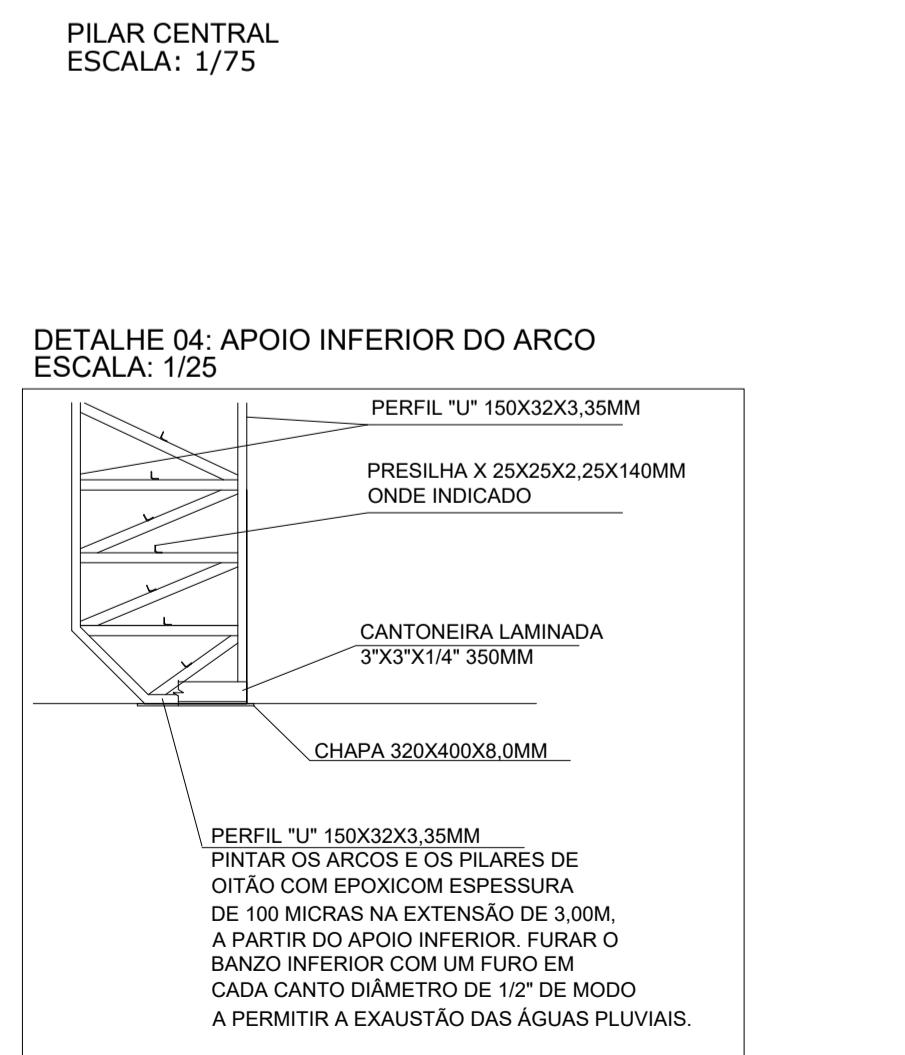 PILAR CENTRAL
ESCALA: 1/75
DETALHE 04: APOIO INFERIOR DO ARCO
ESCALA: 1/25
PERFIL "U" 150X32X3,35MM
PRESILHA X 25X25X2,25X140MM
ONDE INDICADO
CANTONEIRA LAMINADA
3"X3"X1/4" 350MM
CHAPA 320X400X8,0MM
PERFIL "U" 150X32X3,35MM
PINTAR OS ARCOS E OS PILARES DE
OITÃO COM EPOXICOM ESPESSURA
DE 100 MICRAS NA EXTENSÃO DE 3,00M,
A PARTIR DO APOIO INFERIOR. FURAR O
BANZO INFERIOR COM UM FURO EM
CADA CANTO DIÂMETRO DE 1/2" DE MODO
A PERMITIR A EXAUSTÃO DAS ÁGUAS PLUVIAIS.